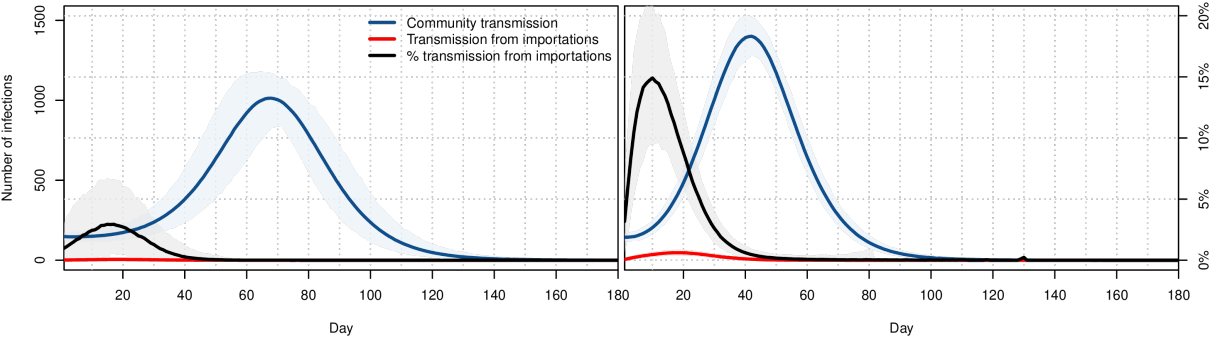 Number of infections
0
500
1000
1500
Community transmission
Transmission from importations
% transmission from importations
20 40 60 80 100 120 140 160 180
Day
20 40 60 80 100 120 140 160 180
Day
0%
5%
10%
15%
20%